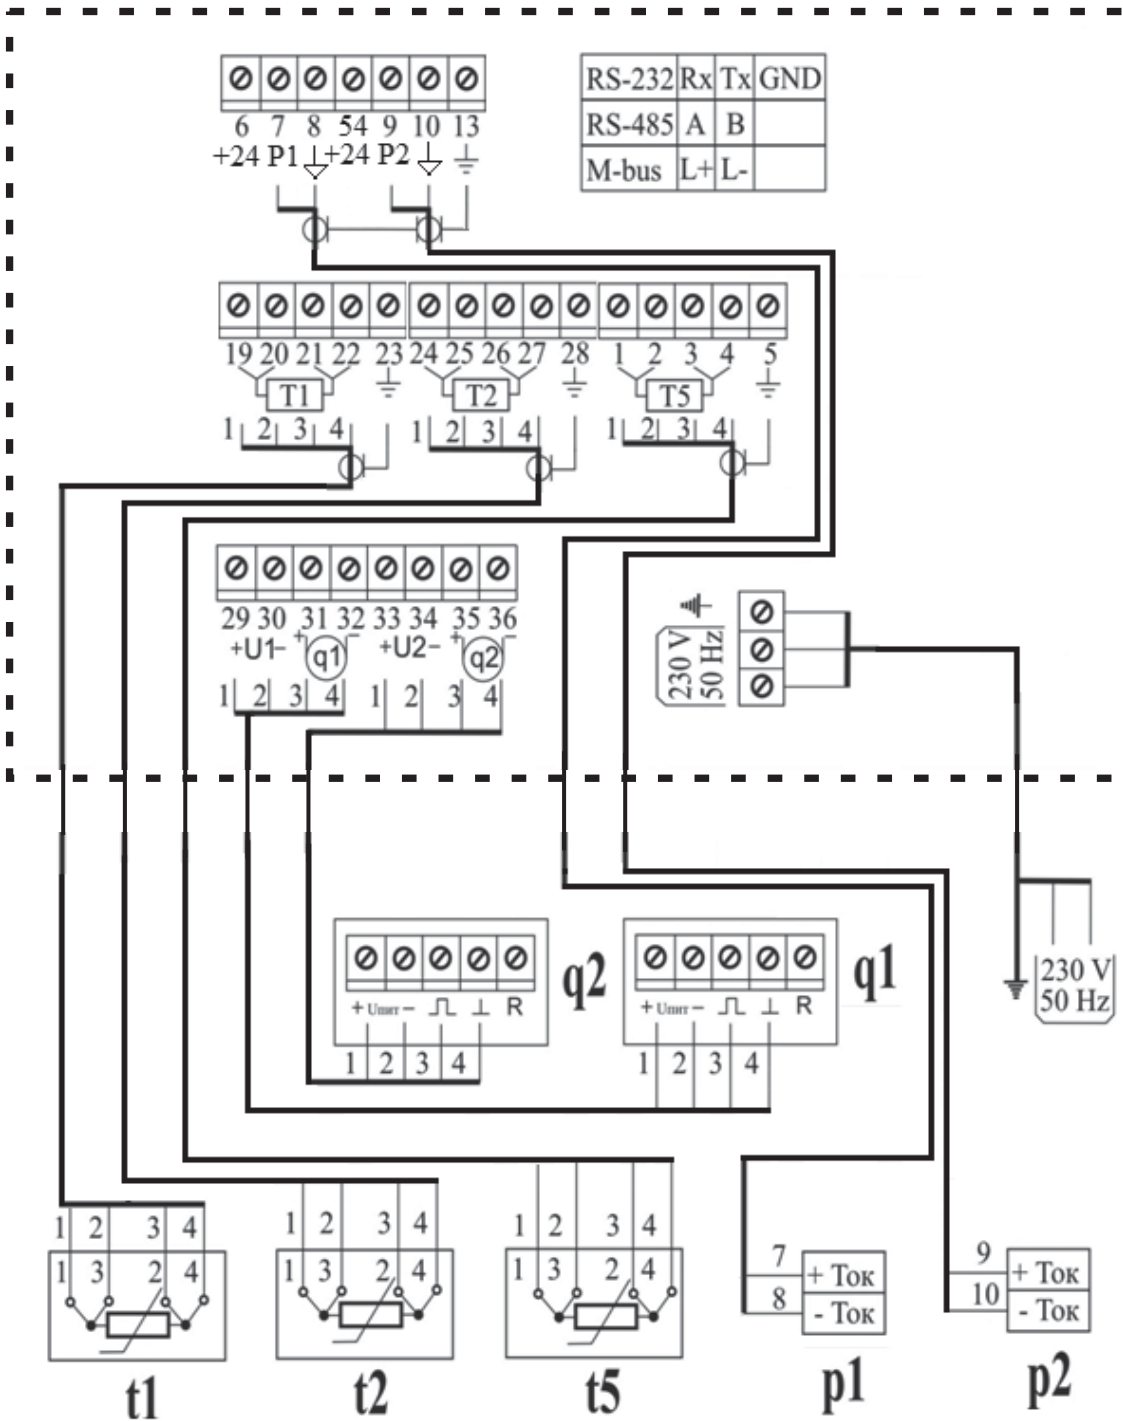 6 7 8 54 9 10 13
+24 P1 +24 P2
RS-232 Rx Tx GND
RS-485 A B
M-bus L+ L-
19 20 21 22 23 24 25 26 27 28 1 2 3 4 5
T1 T2 T5
1 2 3 4 1 2 3 4 1 2 3 4
29 30 31 32 33 34 35 36
+U1- + q1 - +U2- + q2 -
1 2 3 4 1 2 3 4
230 V
50 Hz
q2
+ Uпит - R
1 2 3 4
q1
+ Uпит - R
1 2 3 4
230 V
50 Hz
1 2 3 4
1 3 2 4
t1
1 2 3 4
1 3 2 4
t2
1 2 3 4
1 3 2 4
t5
7 + Ток
8 - Ток
p1
9 + Ток
10 - Ток
p2